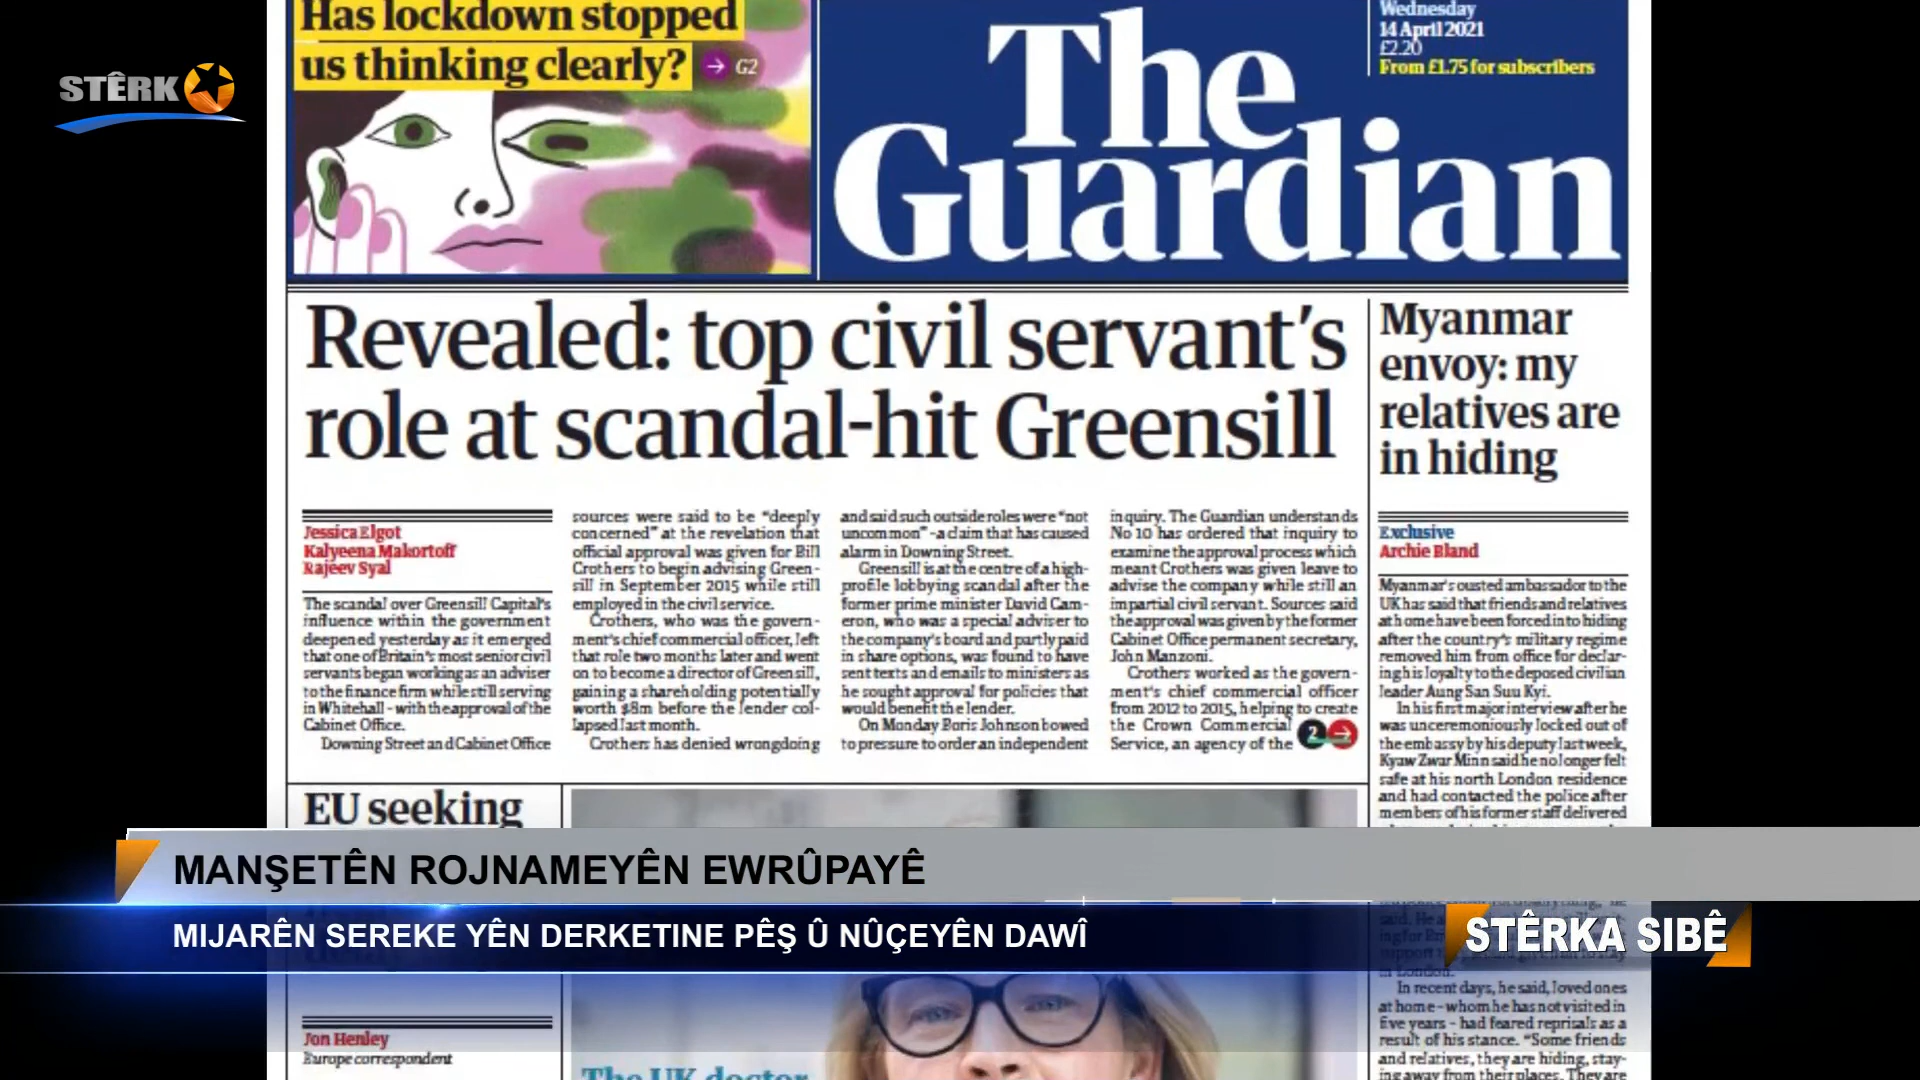 STÊRK
Has lockdown stopped
us thinking clearly? → G2
The
Guardian
Wednesday
14 April 2021
£2.20
From £1.75 for subscribers
Revealed: top civil servant's
role at scandal-hit Greensill
Jessica Elgot
Kalyeena Makortoff
Rajeev Syal
The scandal over Greensill Capital's
influence within the government
deepened yesterday as it emerged
that one of Britain's most senior civil
servants began working as an adviser
to the finance firm while still serving
in Whitehall - with the approval of the
Cabinet Office.
Downing Street and Cabinet Office
sources were said to be "deeply
concerned" at the revelation that
official approval was given for Bill
Crothers to begin advising Green-
sill in September 2015 while still
employed in the civil service.
Crothers, who was the govern-
ment's chief commercial officer, left
that role two months later and went
on to become a director of Greensill,
gaining a shareholding potentially
worth $8m before the lender col-
lapsed last month.
Crothers has denied wrongdoing
and said such outside roles were "not
uncommon" - a claim that has caused
alarm in Downing Street.
Greensill is at the centre of a high-
profile lobbying scandal after the
former prime minister David Cam-
eron, who was a special adviser to
the company's board and partly paid
in share options, was found to have
sent texts and emails to ministers as
he sought approval for policies that
would benefit the lender.
On Monday Boris Johnson bowed
to pressure to order an independent
inquiry. The Guardian understands
No 10 has ordered that inquiry to
examine the approval process which
meant Crothers was given leave to
advise the company while still an
impartial civil servant. Sources said
the approval was given by the former
Cabinet Office permanent secretary,
John Manzoni.
Crothers worked as the govern-
ment's chief commercial officer
from 2012 to 2015, helping to create
the Crown Commercial
Service, an agency of the 2 →
Myanmar
envoy: my
relatives are
in hiding
Exclusive
Archie Bland
Myanmar's ousted ambassador to the
UK has said that friends and relatives
at home have been forced into hiding
after the country's military regime
removed him from office for declar-
ing his loyalty to the deposed civilian
leader Aung San Suu Kyi.
In his first major interview after he
was unceremoniously locked out of
the embassy by his deputy last week,
Kyaw Zwar Minn said he no longer felt
safe at his north London residence
and had contacted the police after
members of his former staff delivered
in London.
In recent days, he said, loved ones
at home - whom he has not visited in
five years - had feared reprisals as a
result of his stance. "Some friends
and relatives, they are hiding, stay-
ing away from their places. They are
EU seeking
Jon Henley
Europe correspondent
The UK doctor
MANŞETÊN ROJNAMEYÊN EWRÛPAYÊ
MIJARÊN SEREKE YÊN DERKETINE PÊŞ Û NÛÇEYÊN DAWÎ
STÊRKA SIBÊ